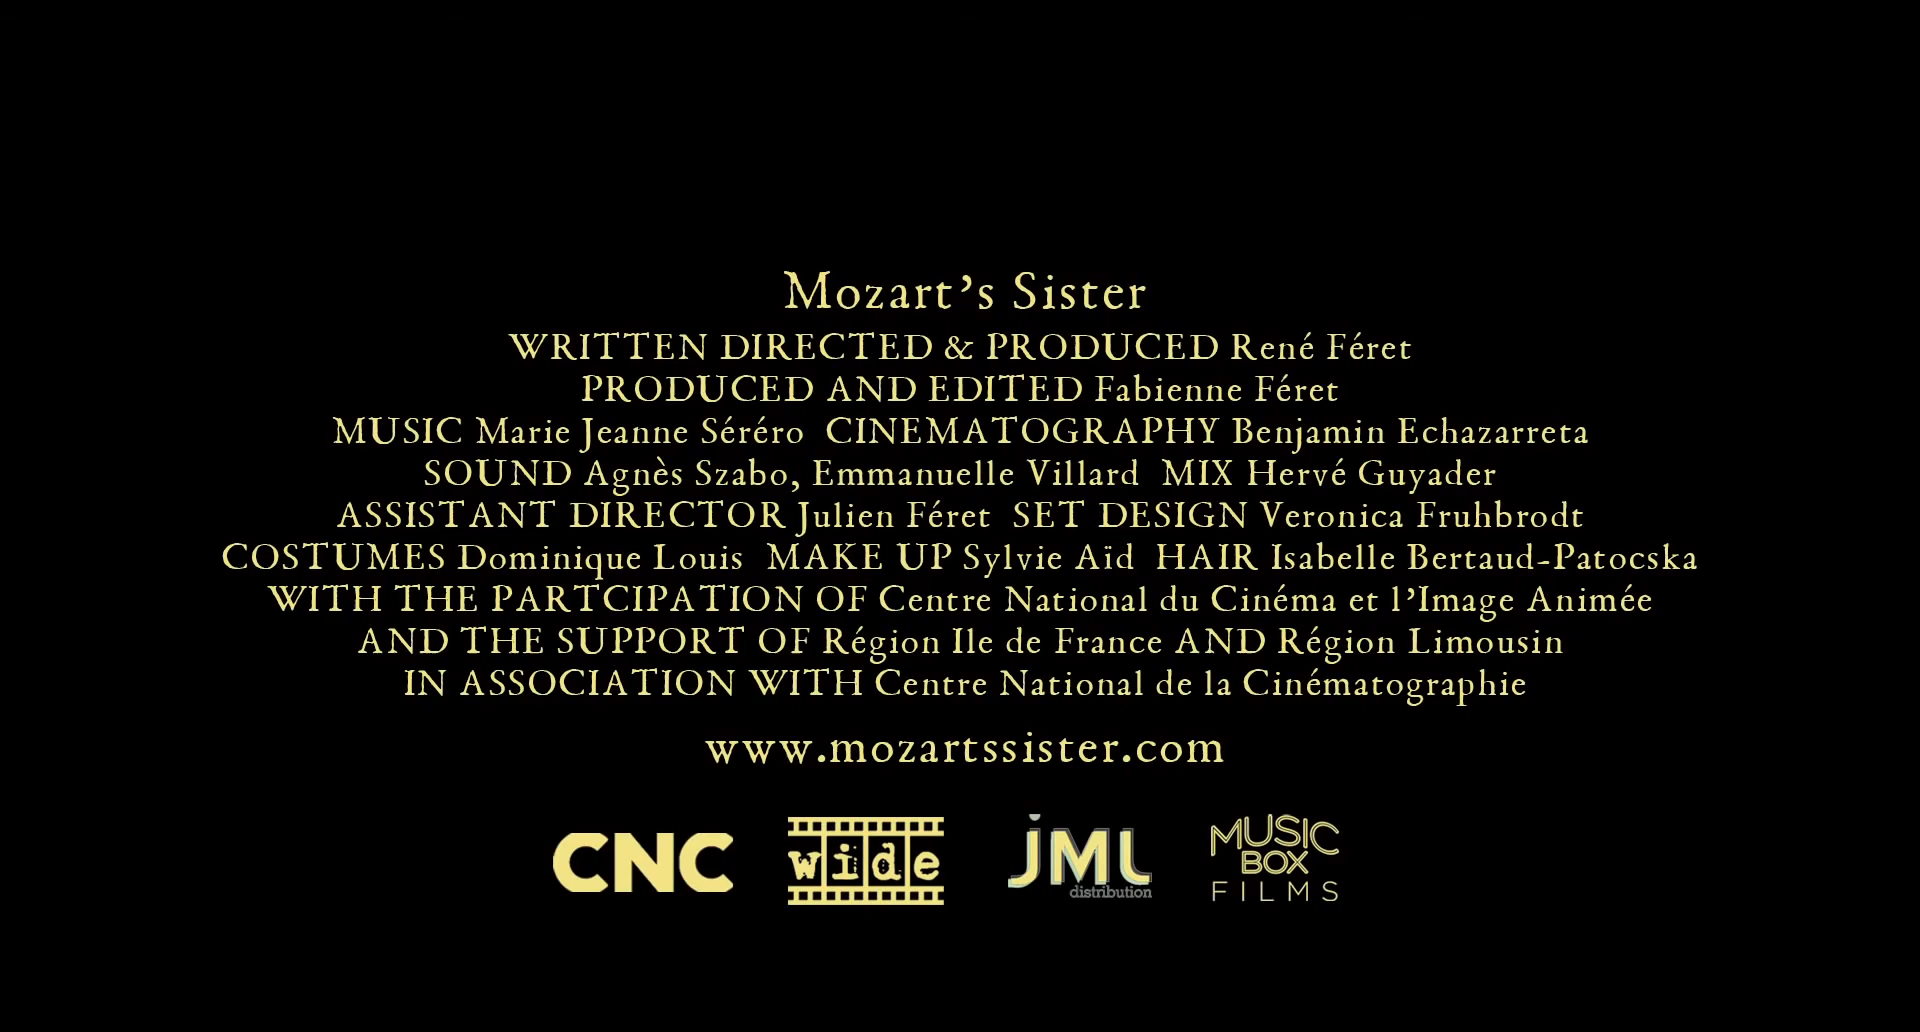 Mozart’s Sister
WRITTEN DIRECTED & PRODUCED René Féret
PRODUCED AND EDITED Fabienne Féret
MUSIC Marie Jeanne Séréro CINEMATOGRAPHY Benjamin Echazarreta
SOUND Agnès Szabo, Emmanuelle Villard MIX Hervé Guyader
ASSISTANT DIRECTOR Julien Féret SET DESIGN Veronica Fruhbrodt
COSTUMES Dominique Louis MAKE UP Sylvie Aïd HAIR Isabelle Bertaud-Patocska
WITH THE PARTCIPATION OF Centre National du Cinéma et l’Image Animée
AND THE SUPPORT OF Région Ile de France AND Région Limousin
IN ASSOCIATION WITH Centre National de la Cinématographie
www.mozartssister.com
CNC
wide
jML
distribution
MUSIC
BOX
FILMS